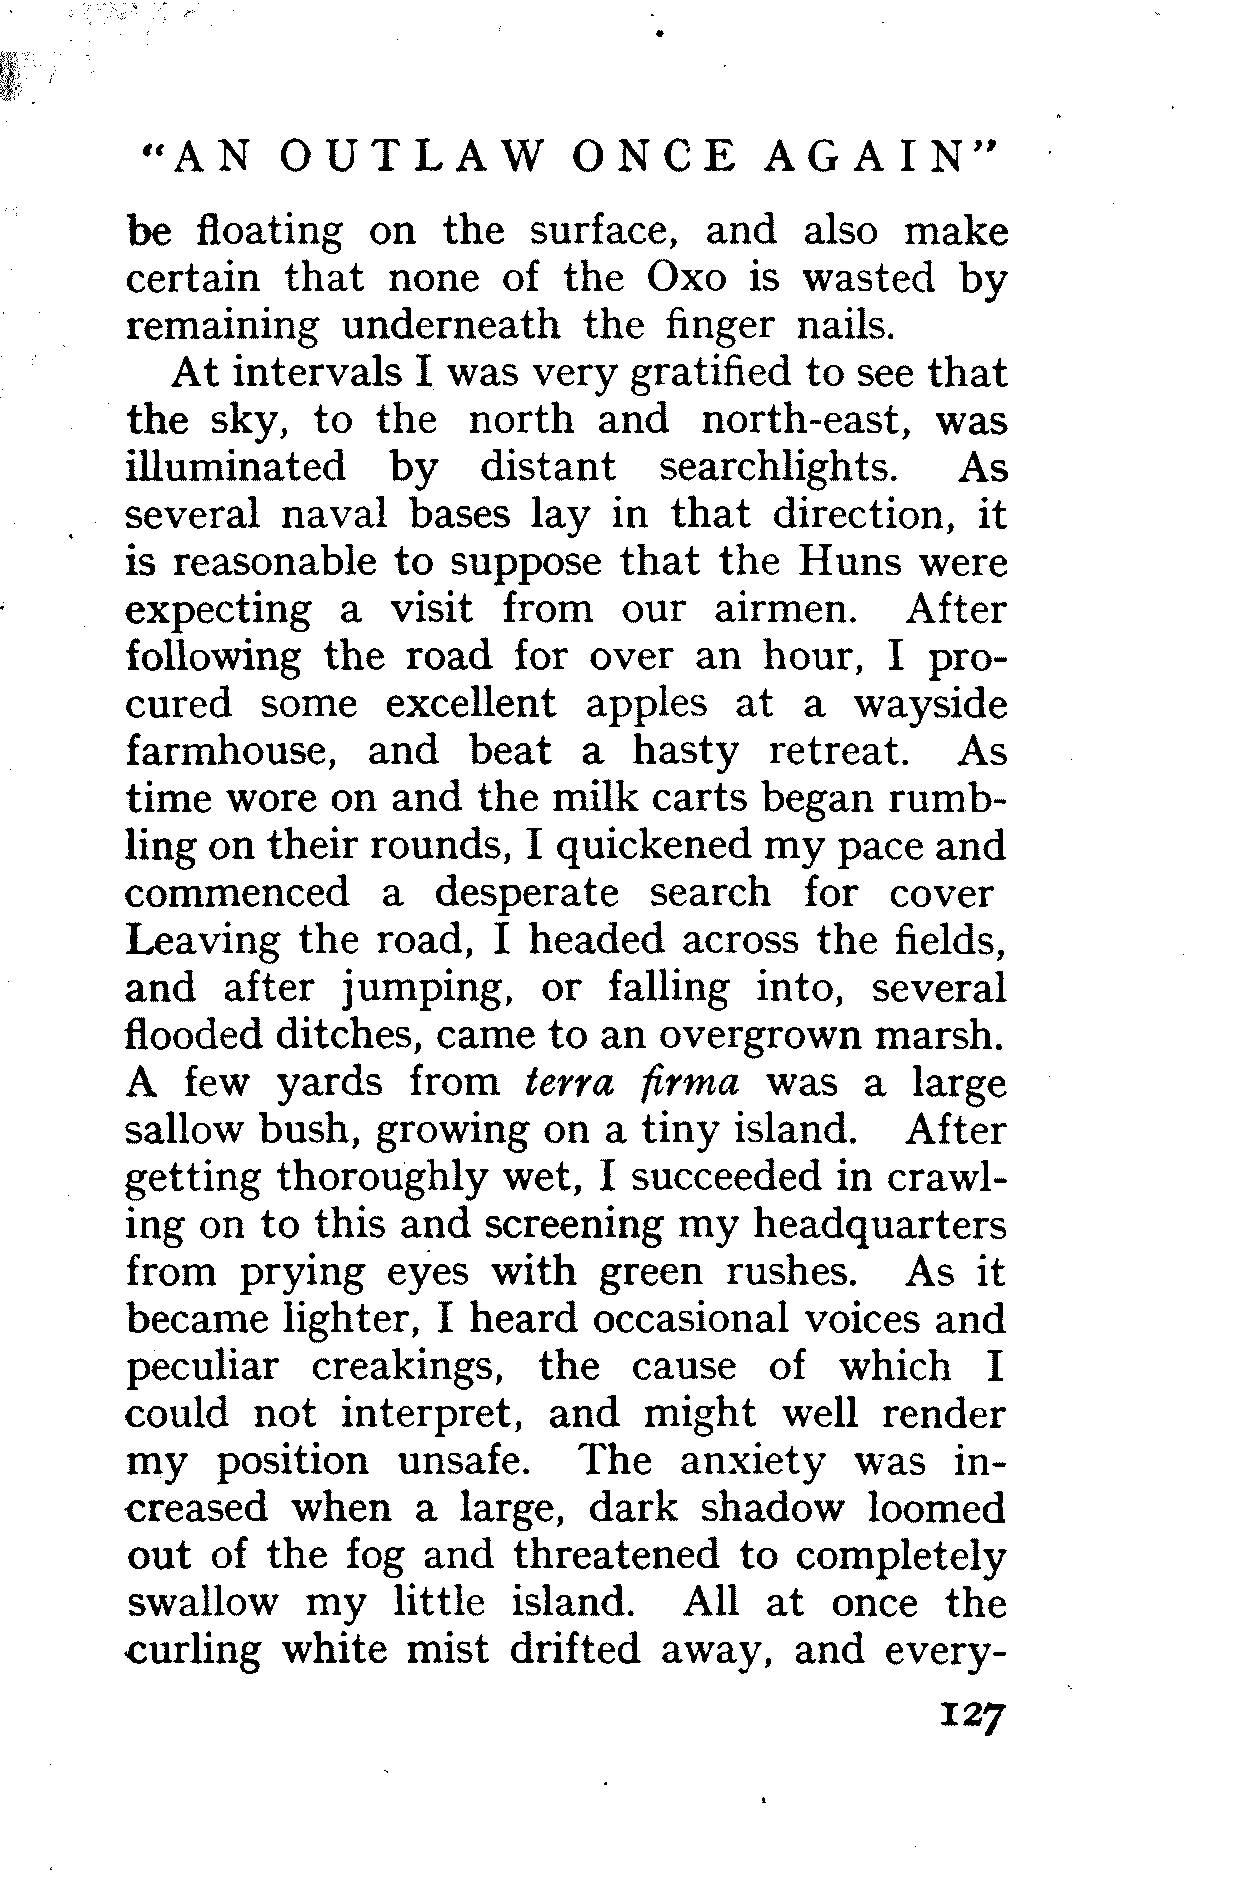 “AN OUTLAW ONCE AGAIN”
be floating on the surface, and also make
certain that none of the Oxo is wasted by
remaining underneath the finger nails.
At intervals I was very gratified to see that
the sky, to the north and north-east, was
illuminated by distant searchlights. As
several naval bases lay in that direction, it
is reasonable to suppose that the Huns were
expecting a visit from our airmen. After
following the road for over an hour, I pro-
cured some excellent apples at a wayside
farmhouse, and beat a hasty retreat. As
time wore on and the milk carts began rumb-
ling on their rounds, I quickened my pace and
commenced a desperate search for cover
Leaving the road, I headed across the fields,
and after jumping, or falling into, several
flooded ditches, came to an overgrown marsh.
A few yards from terra firma was a large
sallow bush, growing on a tiny island. After
getting thoroughly wet, I succeeded in crawl-
ing on to this and screening my headquarters
from prying eyes with green rushes. As it
became lighter, I heard occasional voices and
peculiar creakings, the cause of which I
could not interpret, and might well render
my position unsafe. The anxiety was in-
creased when a large, dark shadow loomed
out of the fog and threatened to completely
swallow my little island. All at once the
curling white mist drifted away, and every-
127